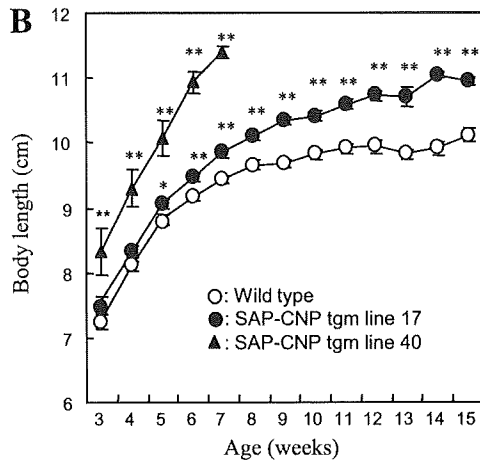 B
Body length (cm)
12
11
10
9
8
7
6
** ** * ** ** ** ** ** ** ** ** ** **
** ** ** ** **
○: Wild type
●: SAP-CNP tgm line 17
▲: SAP-CNP tgm line 40
3 4 5 6 7 8 9 10 11 12 13 14 15
Age (weeks)